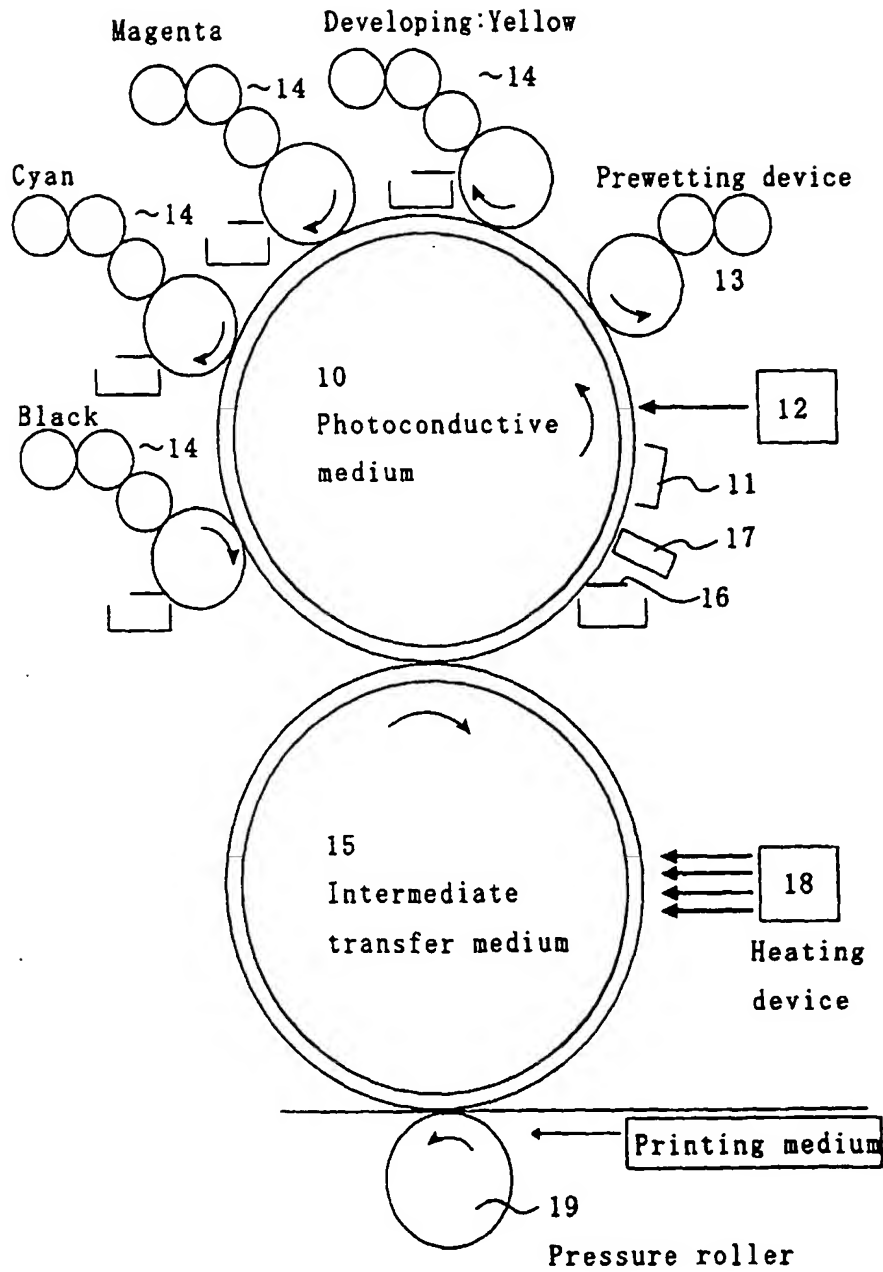 Developing:Yellow
Magenta
~14
~14
Cyan
~14
Prewetting device
13
10
Photoconductive
medium
12
Black
~14
11
17
16
15
Intermediate
transfer medium
18
Heating
device
Printing medium
19
Pressure roller